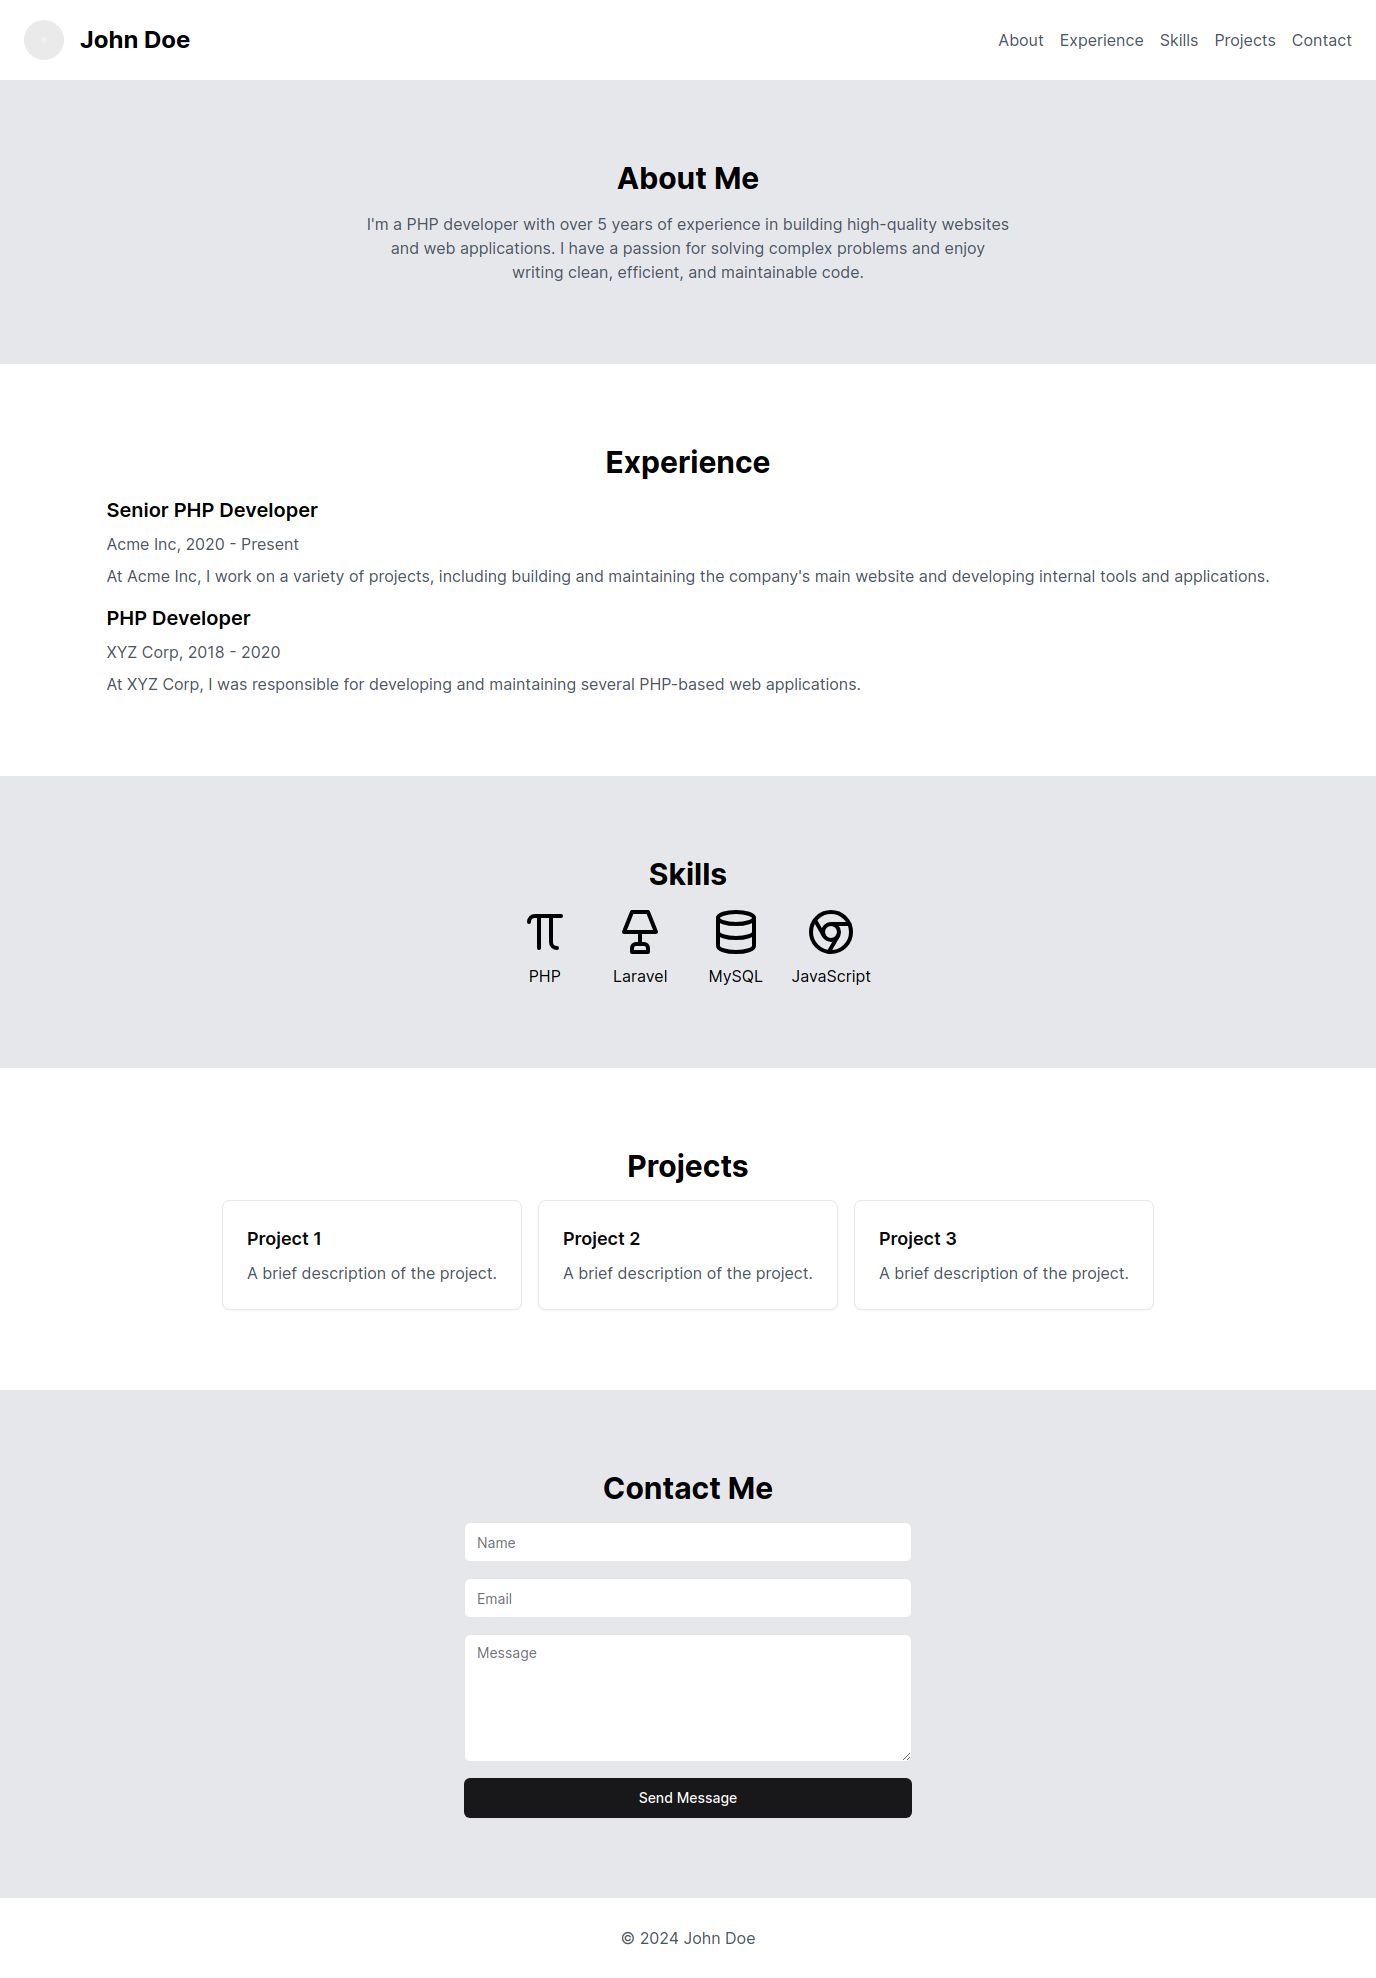 John Doe
About Experience Skills Projects Contact
About Me
I'm a PHP developer with over 5 years of experience in building high-quality websites
and web applications. I have a passion for solving complex problems and enjoy
writing clean, efficient, and maintainable code.
Experience
Senior PHP Developer
Acme Inc, 2020 - Present
At Acme Inc, I work on a variety of projects, including building and maintaining the company's main website and developing internal tools and applications.
PHP Developer
XYZ Corp, 2018 - 2020
At XYZ Corp, I was responsible for developing and maintaining several PHP-based web applications.
Skills
PHP Laravel MySQL JavaScript
Projects
Project 1
A brief description of the project.
Project 2
A brief description of the project.
Project 3
A brief description of the project.
Contact Me
Name
Email
Message
Send Message
© 2024 John Doe